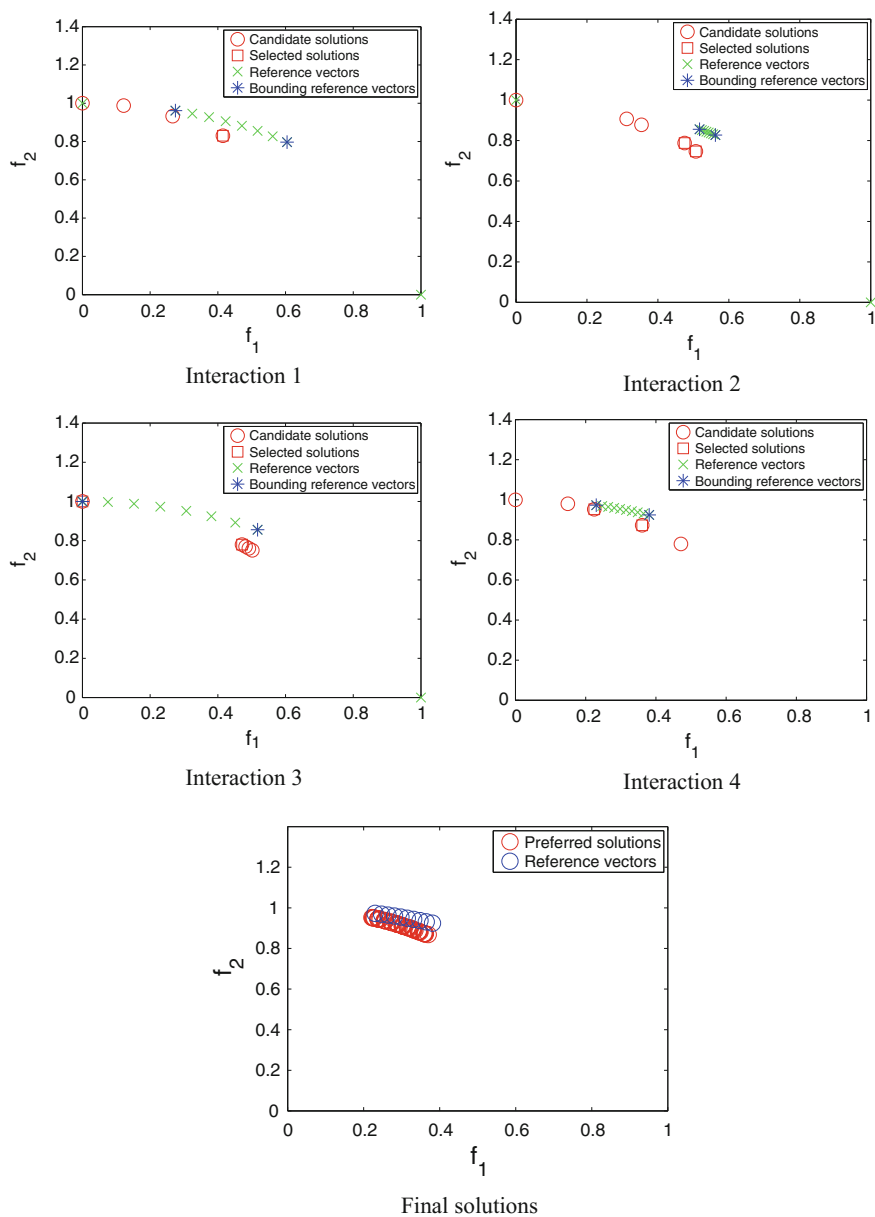 1.4
1.2
1
0.8
0.6
0.4
0.2
0
f2
0 0.2 0.4 0.6 0.8 1
f1
Candidate solutions
Selected solutions
Reference vectors
Bounding reference vectors
Interaction 1
1.4
1.2
1
0.8
0.6
0.4
0.2
0
f2
0 0.2 0.4 0.6 0.8 1
f1
Candidate solutions
Selected solutions
Reference vectors
Bounding reference vectors
Interaction 2
1.4
1.2
1
0.8
0.6
0.4
0.2
0
f2
0 0.2 0.4 0.6 0.8 1
f1
Candidate solutions
Selected solutions
Reference vectors
Bounding reference vectors
Interaction 3
1.4
1.2
1
0.8
0.6
0.4
0.2
0
f2
0 0.2 0.4 0.6 0.8 1
f1
Candidate solutions
Selected solutions
Reference vectors
Bounding reference vectors
Interaction 4
1.2
1
0.8
0.6
0.4
0.2
0
f2
0 0.2 0.4 0.6 0.8 1
f1
Preferred solutions
Reference vectors
Final solutions